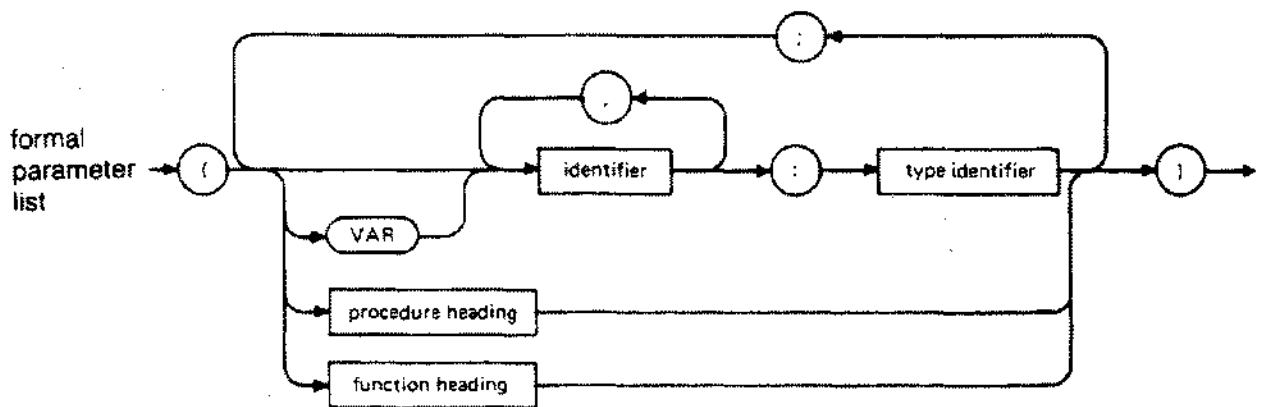 ;
,
formal
parameter
list
(
identifier
:
type identifier
)
VAR
procedure heading
function heading